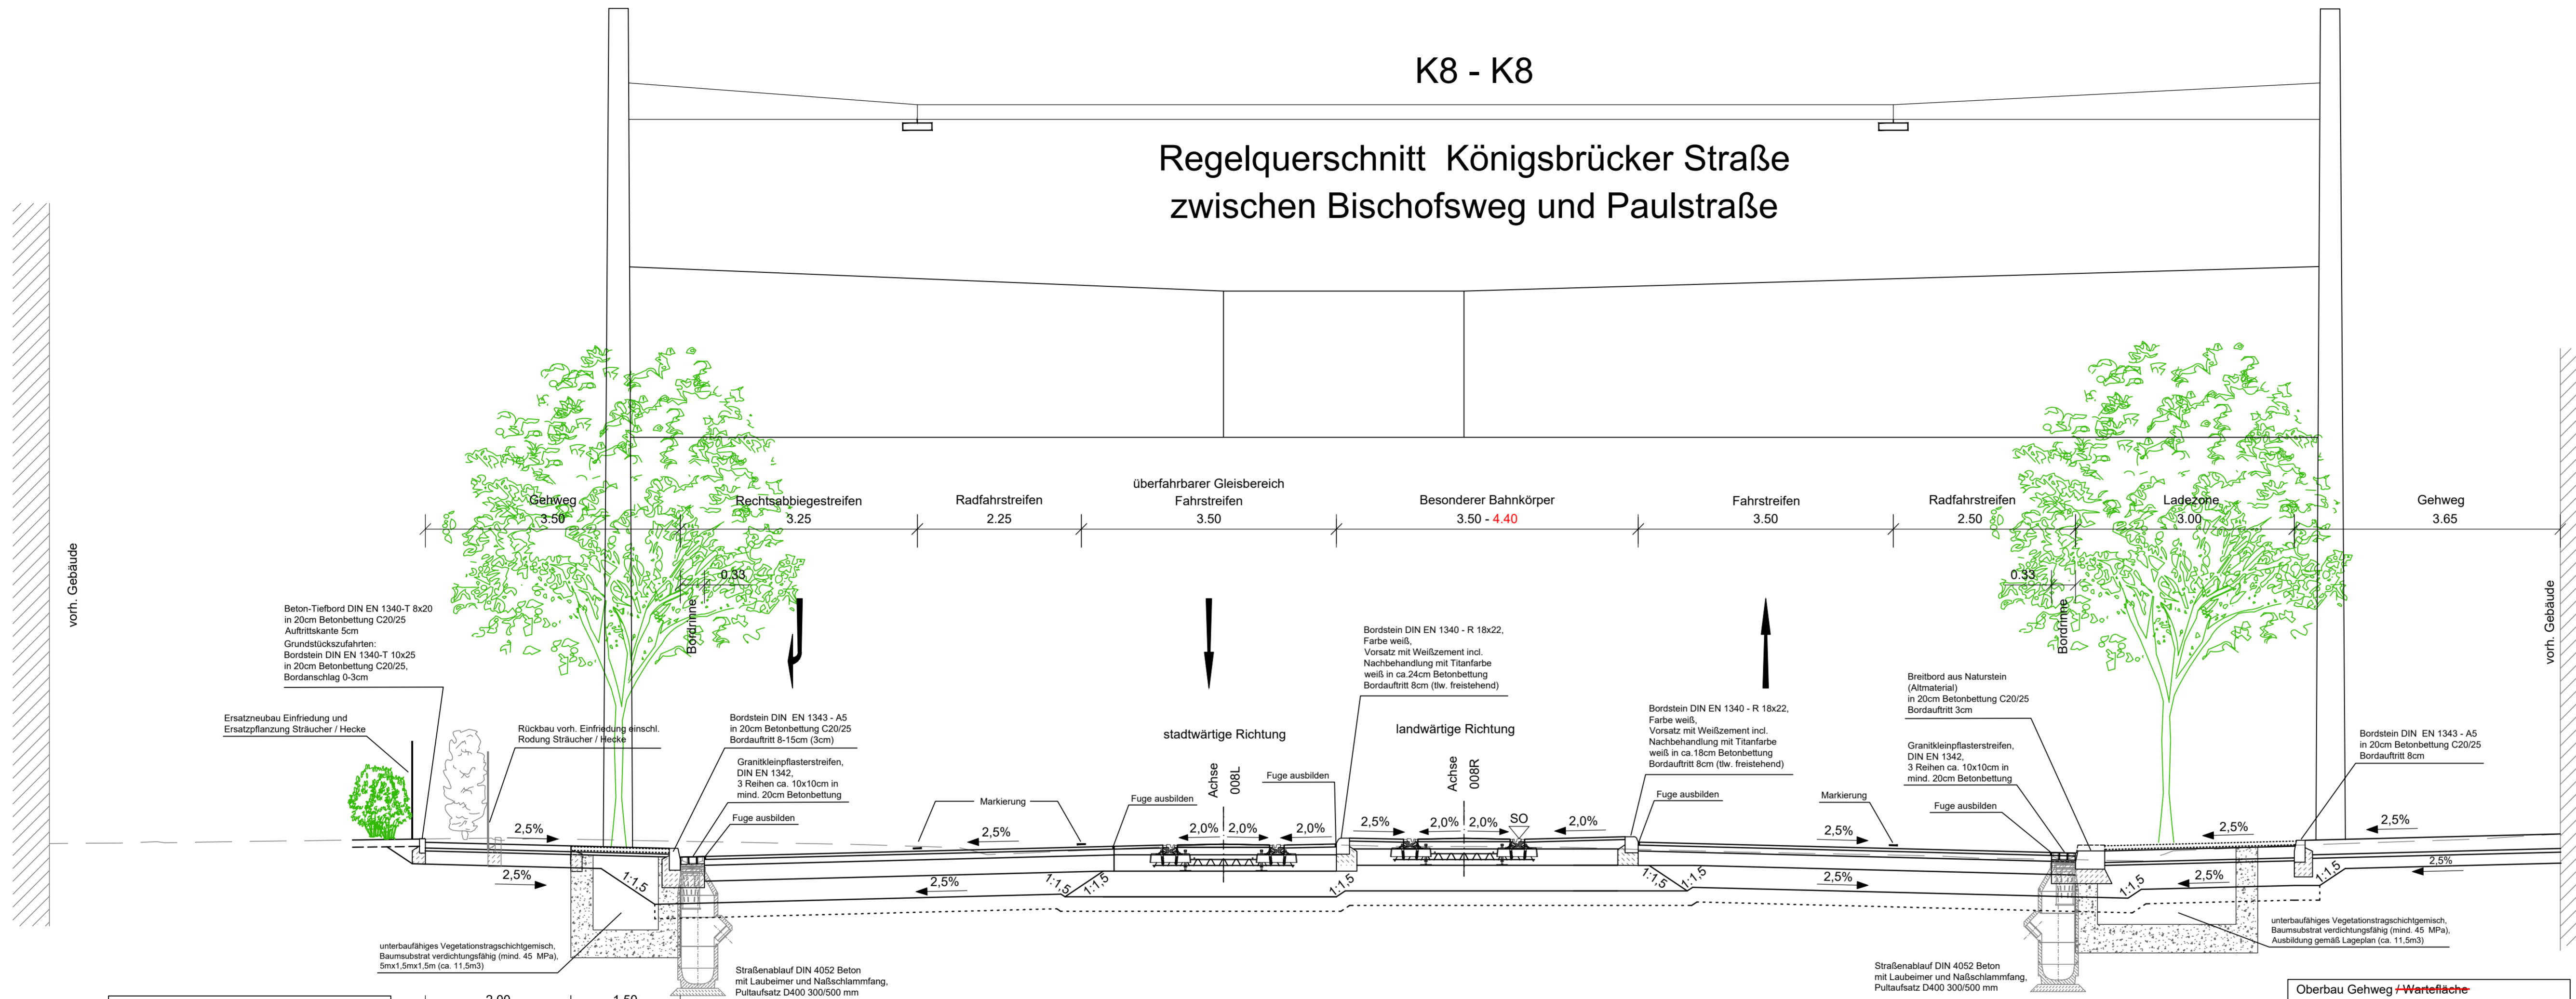 K8 - K8
Regelquerschnitt Königsbrücker Straße
zwischen Bischofsweg und Paulstraße
Gehweg
3.50
Rechtsabbiegestreifen
3.25
Radfahrstreifen
2.25
überfahrbarer Gleisbereich
Fahrstreifen
3.50
Besonderer Bahnkörper
3.50 - 4.40
Fahrstreifen
3.50
Radfahrstreifen
2.50
Ladezone
3.00
Gehweg
3.65
vorh. Gebäude
vorh. Gebäude
0.33
Bordrinne
0.33
Bordrinne
Beton-Tiefbord DIN EN 1340-T 8x20
in 20cm Betonbettung C20/25
Auftrittskante 5cm
Grundstückszufahrten:
Bordstein DIN EN 1340-T 10x25
in 20cm Betonbettung C20/25,
Bordanschlag 0-3cm
Ersatzneubau Einfriedung und
Ersatzpflanzung Sträucher / Hecke
Rückbau vorh. Einfriedung einschl.
Rodung Sträucher / Hecke
Bordstein DIN EN 1343 - A5
in 20cm Betonbettung C20/25
Bordauftritt 8-15cm (3cm)
Granitkleinpflasterstreifen,
DIN EN 1342,
3 Reihen ca. 10x10cm in
mind. 20cm Betonbettung
Fuge ausbilden
Markierung
Fuge ausbilden
stadtwärtige Richtung
Achse
008L
Fuge ausbilden
Bordstein DIN EN 1340 - R 18x22,
Farbe weiß,
Vorsatz mit Weißzement incl.
Nachbehandlung mit Titanfarbe
weiß in ca.24cm Betonbettung
Bordauftritt 8cm (tlw. freistehend)
landwärtige Richtung
Achse
008R
SO
Bordstein DIN EN 1340 - R 18x22,
Farbe weiß,
Vorsatz mit Weißzement incl.
Nachbehandlung mit Titanfarbe
weiß in ca.18cm Betonbettung
Bordauftritt 8cm (tlw. freistehend)
Fuge ausbilden
Markierung
Breitbord aus Naturstein
(Altmaterial)
in 20cm Betonbettung C20/25
Bordauftritt 3cm
Granitkleinpflasterstreifen,
DIN EN 1342,
3 Reihen ca. 10x10cm in
mind. 20cm Betonbettung
Fuge ausbilden
Bordstein DIN EN 1343 - A5
in 20cm Betonbettung C20/25
Bordauftritt 8cm
2,5%
2,5%
2,0%
2,0%
2,0%
2,5%
2,0%
2,0%
2,0%
2,5%
2,5%
2,5%
2,5%
1:1,5
2,5%
1:1,5
1:1,5
1:1,5
1:1,5
1:1,5
2,5%
1:1,5
2,5%
1:1,5
2,5%
unterbaufähiges Vegetationstragschichtgemisch,
Baumsubstrat verdichtungsfähig (mind. 45 MPa),
5mx1,5mx1,5m (ca. 11,5m3)
Straßenablauf DIN 4052 Beton
mit Laubeimer und Naßschlammfang,
Pultaufsatz D400 300/500 mm
Straßenablauf DIN 4052 Beton
mit Laubeimer und Naßschlammfang,
Pultaufsatz D400 300/500 mm
unterbaufähiges Vegetationstragschichtgemisch,
Baumsubstrat verdichtungsfähig (mind. 45 MPa),
Ausbildung gemäß Lageplan (ca. 11,5m3)
2.00
1.50
Oberbau Gehweg / Wartefläche